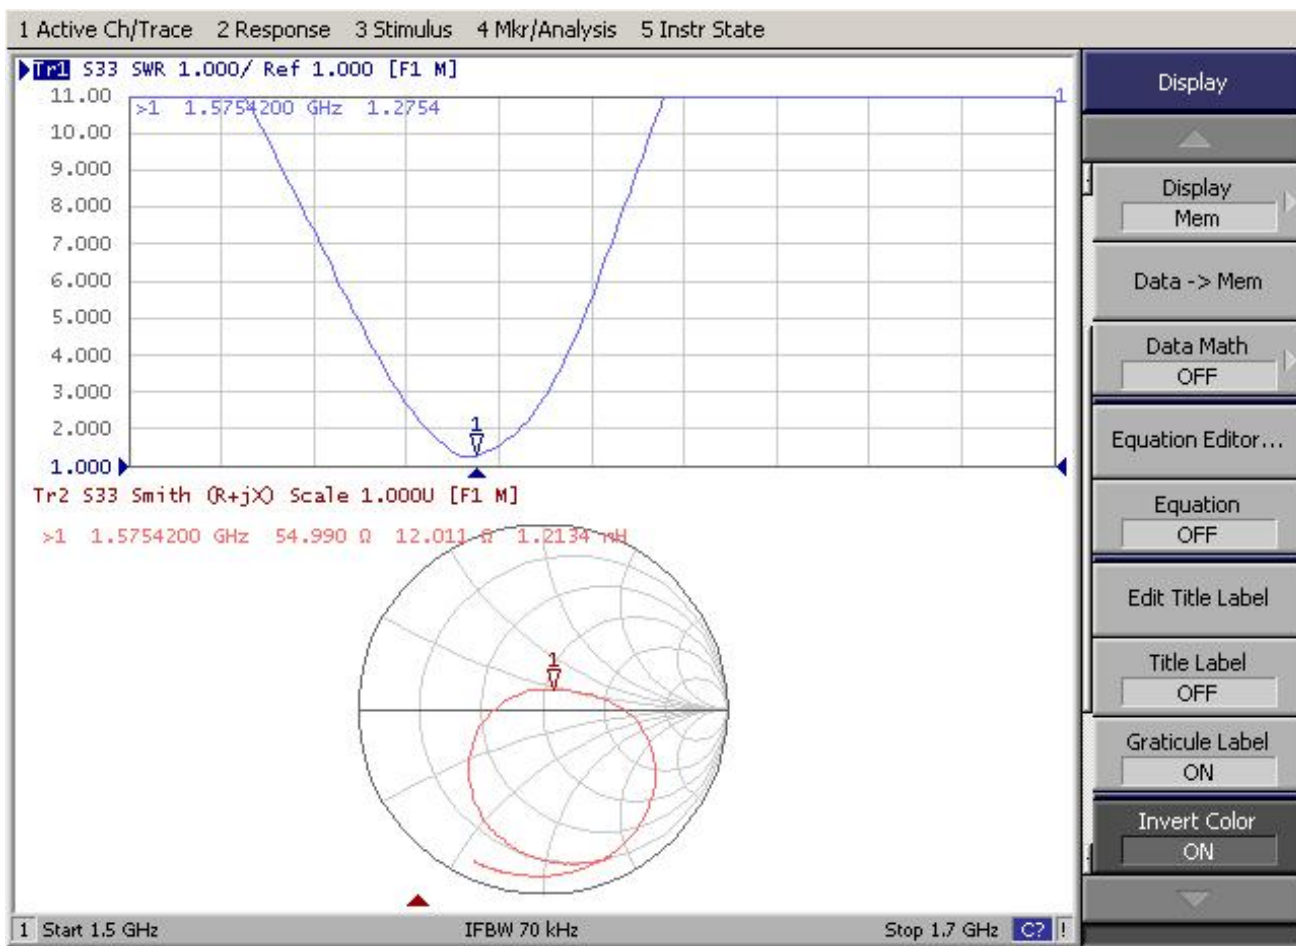 1 Active Ch/Trace 2 Response 3 Stimulus 4 Mkr/Analysis 5 Instr State
Tr1 S33 SWR 1.000/ Ref 1.000 [F1 M]
>1 1.5754200 GHz 1.2754
11.00
10.00
9.000
8.000
7.000
6.000
5.000
4.000
3.000
2.000
1.000
1
1
Tr2 S33 Smith (R+jX) Scale 1.000U [F1 M]
>1 1.5754200 GHz 54.990 Ω 12.011 Ω 1.2134 nH
1
1 Start 1.5 GHz IFBW 70 kHz Stop 1.7 GHz C? !
Display
Display
Mem
Data -> Mem
Data Math
OFF
Equation Editor...
Equation
OFF
Edit Title Label
Title Label
OFF
Graticule Label
ON
Invert Color
ON